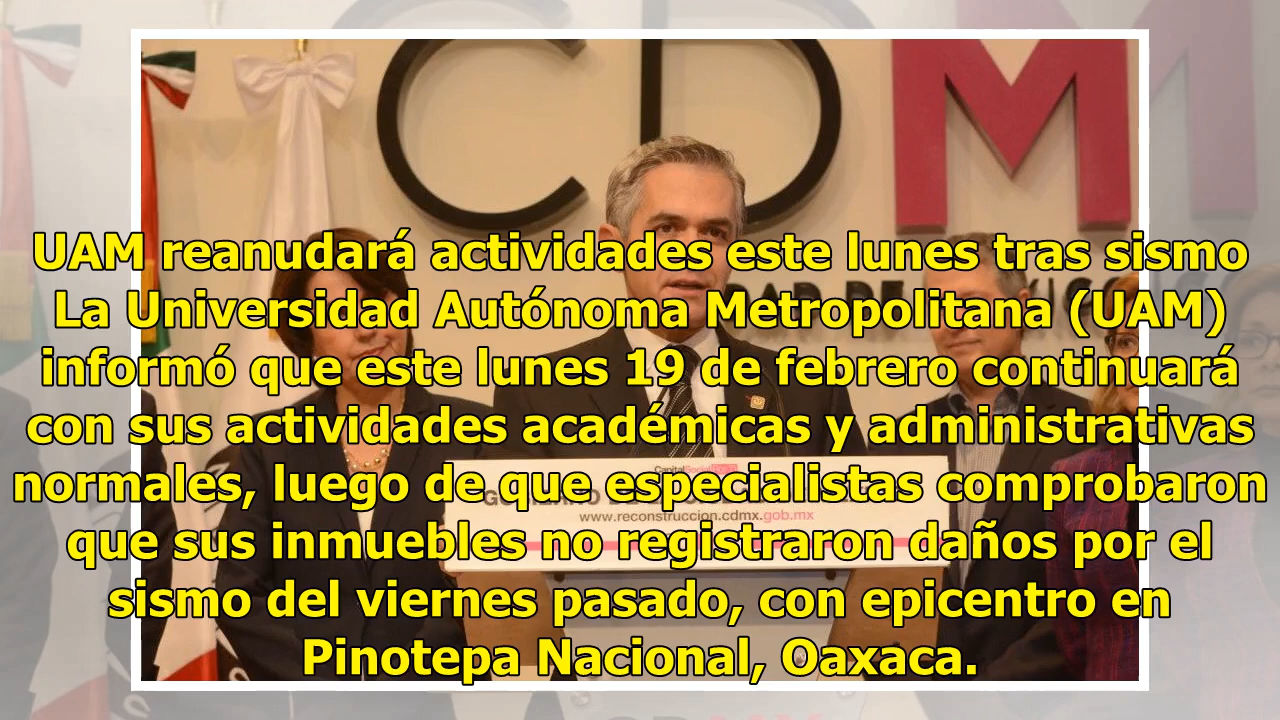 CDM
UAM reanudará actividades este lunes tras sismo
La Universidad Autónoma Metropolitana (UAM)
informó que este lunes 19 de febrero continuará
con sus actividades académicas y administrativas
normales, luego de que especialistas comprobaron
que sus inmuebles no registraron daños por el
sismo del viernes pasado, con epicentro en
Pinotepa Nacional, Oaxaca.
CapitalSocial
www.reconstruccion.cdmx.gob.mx